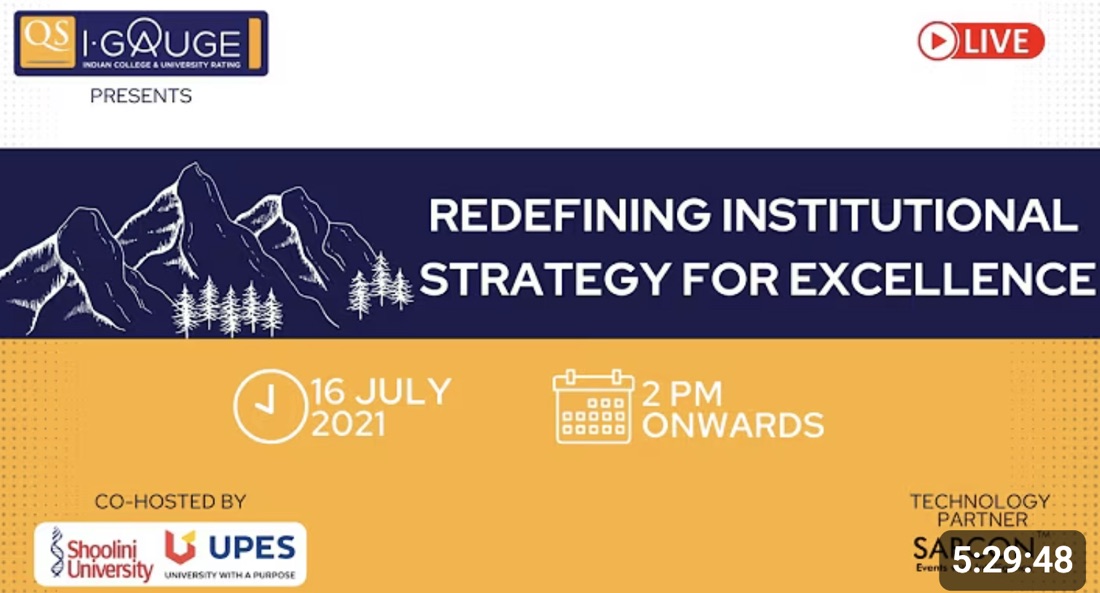 QS I·GAUGE
INDIAN COLLEGE & UNIVERSITY RATING
PRESENTS
LIVE
REDEFINING INSTITUTIONAL
STRATEGY FOR EXCELLENCE
16 JULY
2021
2 PM
ONWARDS
CO-HOSTED BY
Shoolini
University
UPES
UNIVERSITY WITH A PURPOSE
TECHNOLOGY
PARTNER
Events
5:29:48